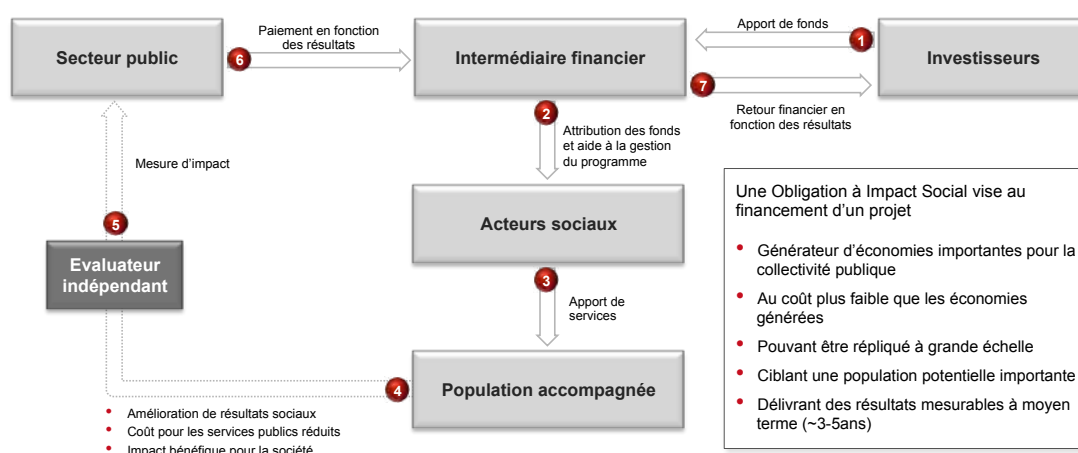 Apport de fonds
Paiement en fonction
des résultats
1
Secteur public
6
Intermédiaire financier
Investisseurs
7
2
Retour financier en
fonction des résultats
Attribution des fonds
et aide à la gestion
du programme
Mesure d'impact
Une Obligation à Impact Social vise au
financement d'un projet
5
Acteurs sociaux
• Générateur d'économies importantes pour la
collectivité publique
Evaluateur
indépendant
3
• Au coût plus faible que les économies
générées
Apport de
services
• Pouvant être répliqué à grande échelle
• Ciblant une population potentielle importante
4
Population accompagnée
• Délivrant des résultats mesurables à moyen
terme (~3-5ans)
• Amélioration de résultats sociaux
• Coût pour les services publics réduits
• Impact bénéfique pour la société